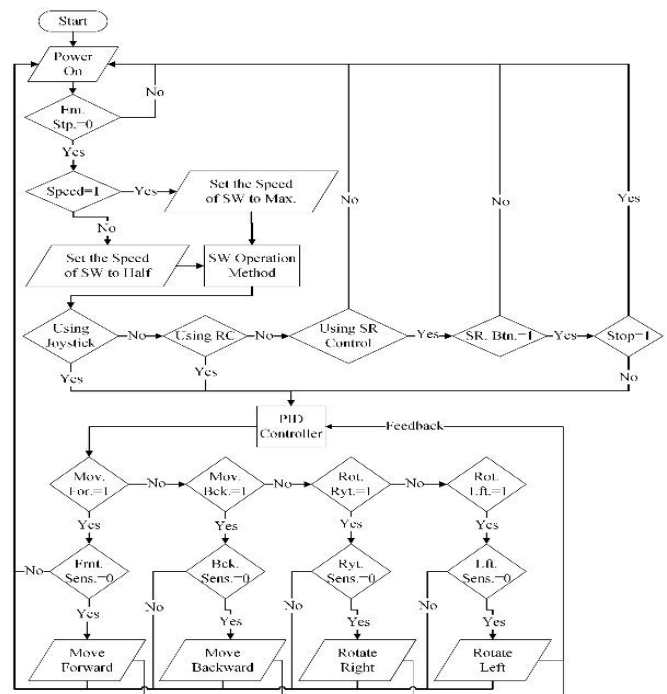 Start
Power
On
No
Em.
Stp.=0
Yes
Speed=1
Yes
Set the Speed
of SW to Max.
No
No
No
Yes
Set the Speed
of SW to Half
SW Operation
Method
Using
Joystick
No
Using RC
No
Using SR
Control
Yes
SR. Btn.=1
Yes
Stop=1
Yes
Yes
No
PID
Controller
Feedback
Mov.
For.=1
No
Mov.
Bck.=1
No
Rot.
Ryt.=1
No
Rot.
Lft.=1
Yes
Yes
Yes
Yes
No
Frnt.
Sens.=0
Bck.
Sens.=0
Ryt.
Sens.=0
Lft.
Sens.=0
No
No
No
Yes
Yes
Yes
Yes
Move
Forward
Move
Backward
Rotate
Right
Rotate
Left